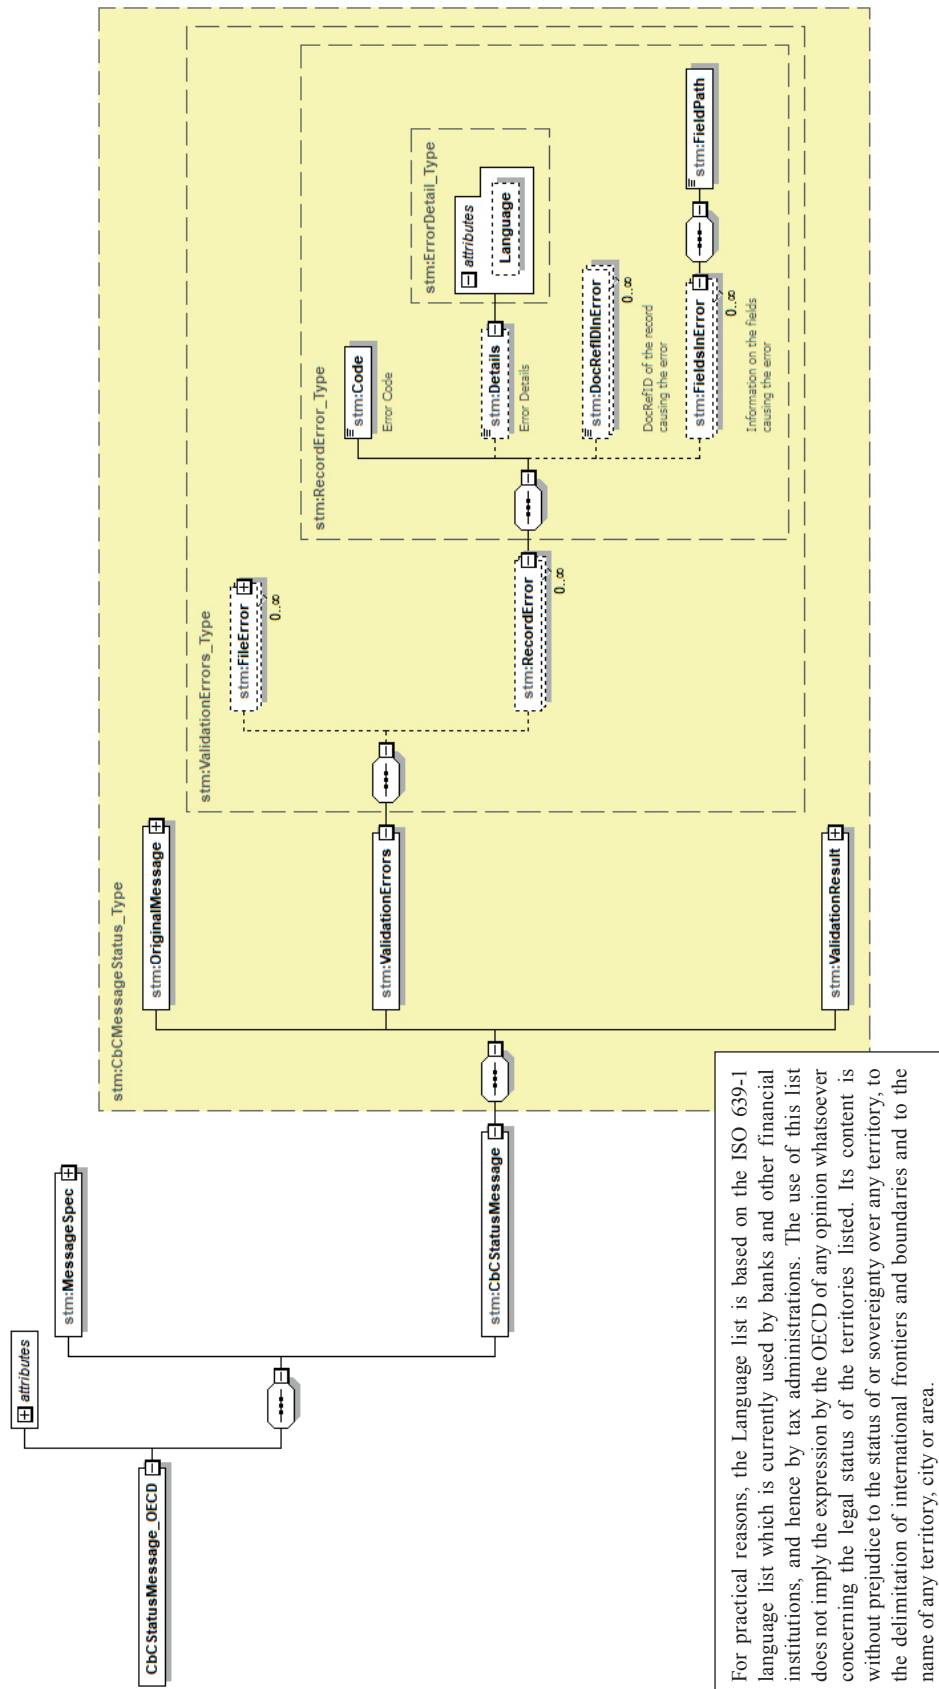 CbCStatusMessage_OECD
attributes
stm:MessageSpec
stm:CbCStatusMessage
stm:CbCMessageStatus_Type
stm:OriginalMessage
stm:ValidationErrors
stm:ValidationResult
stm:ValidationErrors_Type
stm:FileError
0..∞
stm:RecordError
0..∞
stm:RecordError_Type
stm:Code
Error Code
stm:Details
Error Details
stm:ErrorDetail_Type
attributes
Language
stm:DocRefIDInError
0..∞
DocRefID of the record
causing the error
stm:FieldsInError
0..∞
Information on the fields
causing the error
stm:FieldPath
For practical reasons, the Language list is based on the ISO 639-1
language list which is currently used by banks and other financial
institutions, and hence by tax administrations. The use of this list
does not imply the expression by the OECD of any opinion whatsoever
concerning the legal status of the territories listed. Its content is
without prejudice to the status of or sovereignty over any territory, to
the delimitation of international frontiers and boundaries and to the
name of any territory, city or area.